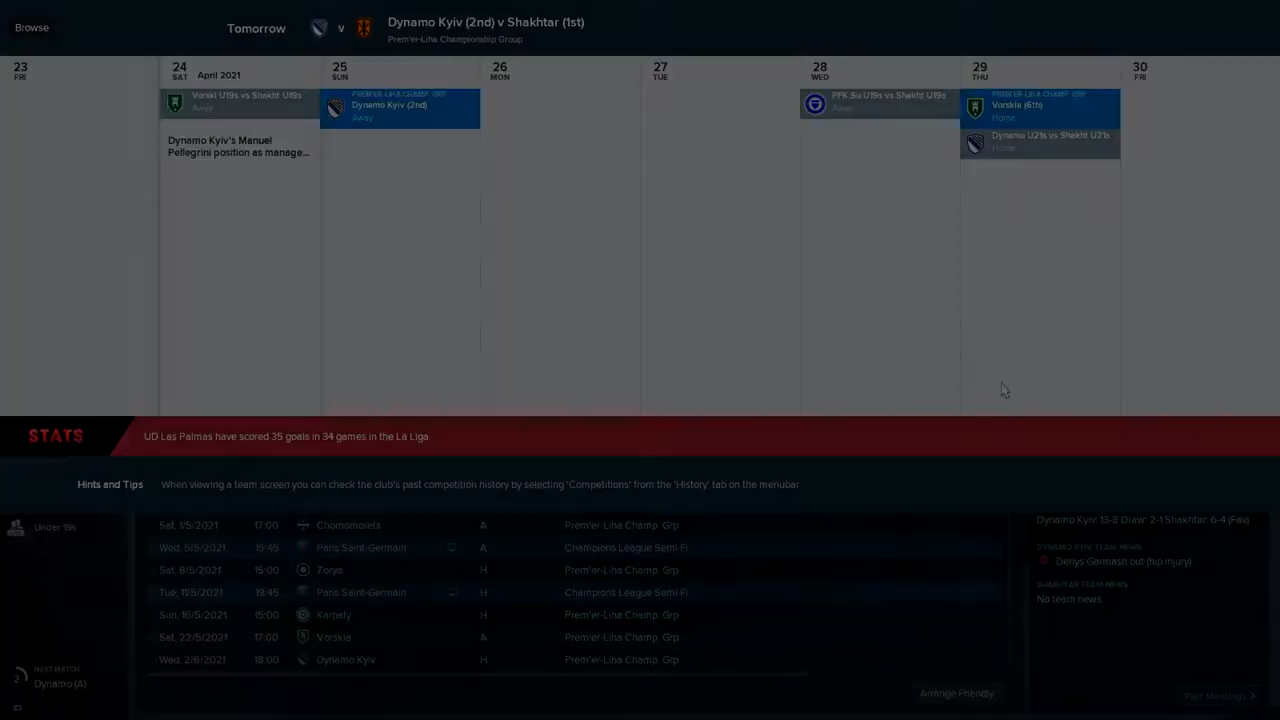 Browse
Tomorrow
v
Dynamo Kyiv (2nd) v Shakhtar (1st)
Prem'er-Liha Championship Group
23
FRI
24
SAT
April 2021
25
SUN
26
MON
27
TUE
28
WED
29
THU
30
FRI
Vorskl U19s vs Shakht U19s
Away
Dynamo Kyiv's Manuel
Pellegrini position as manage...
PREM'ER-LIHA CHAMP. GRP
Dynamo Kyiv (2nd)
Away
PFK Su U19s vs Shakht U19s
Away
PREM'ER-LIHA CHAMP. GRP
Vorskla (6th)
Home
Dynamo U21s vs Shakht U21s
Home
STATS
UD Las Palmas have scored 35 goals in 34 games in the La Liga
Hints and Tips
When viewing a team screen you can check the club's past competition history by selecting 'Competitions' from the 'History' tab on the menubar
Under 19s
Sat, 1/5/2021 17:00 Chornomorets A Prem'er-Liha Champ. Grp
Wed, 5/5/2021 19:45 Paris Saint-Germain A Champions League Semi Fi
Sat, 8/5/2021 15:00 Zorya H Prem'er-Liha Champ. Grp
Tue, 11/5/2021 19:45 Paris Saint-Germain H Champions League Semi Fi
Sun, 16/5/2021 15:00 Karpaty H Prem'er-Liha Champ. Grp
Sat, 22/5/2021 17:00 Vorskla A Prem'er-Liha Champ. Grp
Wed, 2/6/2021 18:00 Dynamo Kyiv H Prem'er-Liha Champ. Grp
Arrange Friendly
Dynamo Kyiv: 13-8 Draw: 2-1 Shakhtar: 6-4 (Fav)
DYNAMO KYIV TEAM NEWS
Denys Garmash out (hip injury)
SHAKHTAR TEAM NEWS
No team news
Past Meetings
2
NEXT MATCH
Dynamo (A)